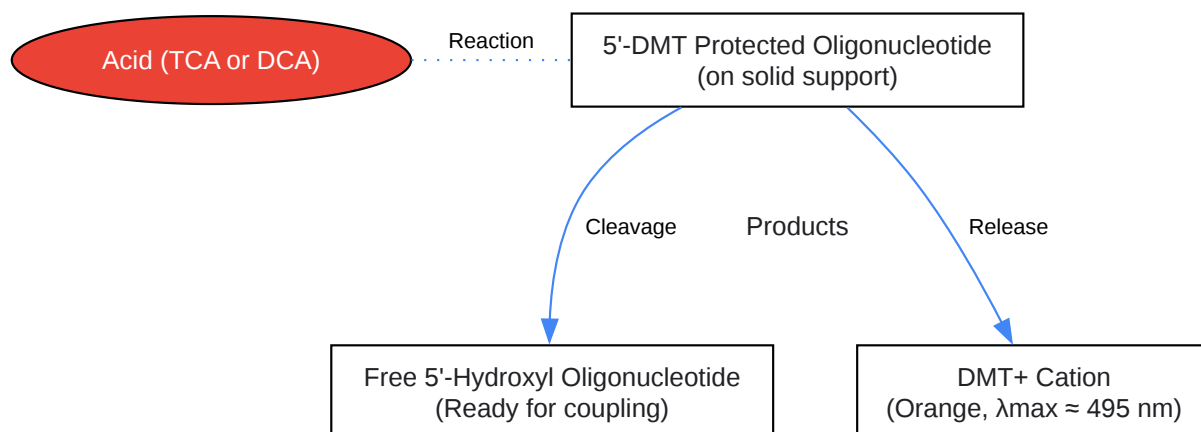 Acid (TCA or DCA)
Reaction
5'-DMT Protected Oligonucleotide
(on solid support)
Cleavage
Products
Release
Free 5'-Hydroxyl Oligonucleotide
(Ready for coupling)
DMT+ Cation
(Orange, λmax ≈ 495 nm)